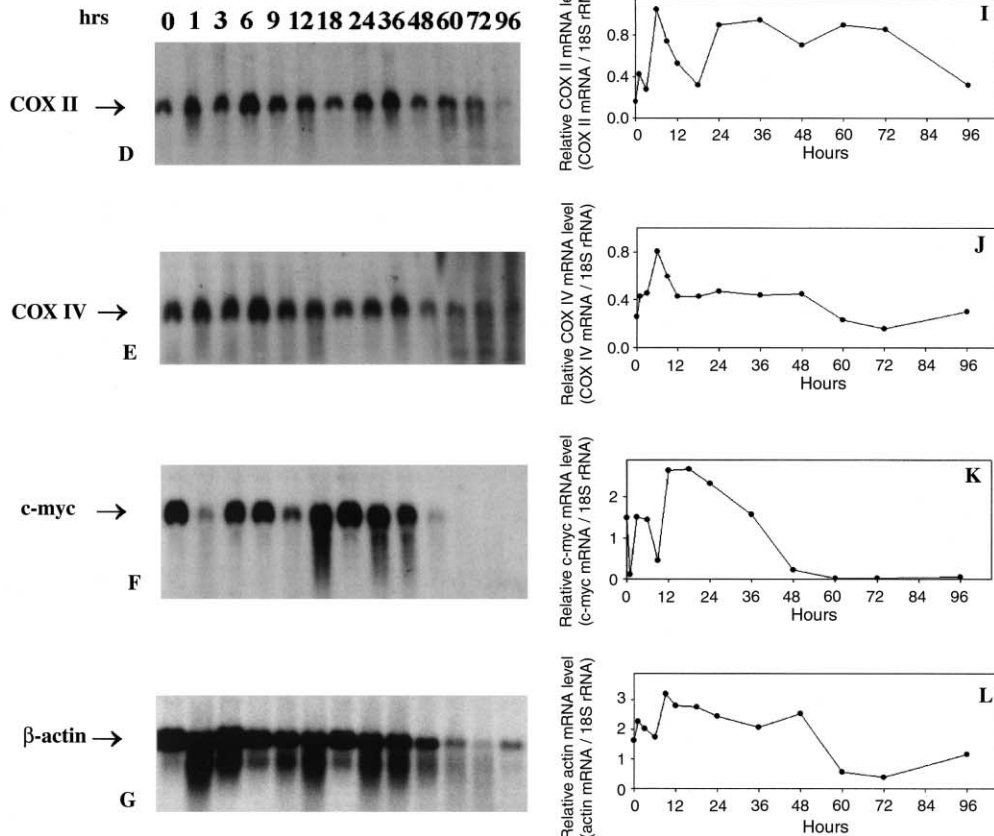 hrs 0 1 3 6 9 12 18 24 36 48 60 72 96
COX II →
D
COX IV →
E
c-myc →
F
β-actin →
G
Relative COX II mRNA
(COX II mRNA / 18S
I
0.8
0.4
0.0
0 12 24 36 48 60 72 84 96
Hours
Relative COX IV mRNA level
(COX IV mRNA / 18S rRNA)
J
0.8
0.4
0.0
0 12 24 36 48 60 72 84 96
Hours
Relative c-myc mRNA level
(c-myc mRNA / 18S rRNA)
K
2
1
0
0 12 24 36 48 60 72 84 96
Hours
Relative actin mRNA level
(actin mRNA / 18S rRNA)
L
3
2
1
0
0 12 24 36 48 60 72 84 96
Hours